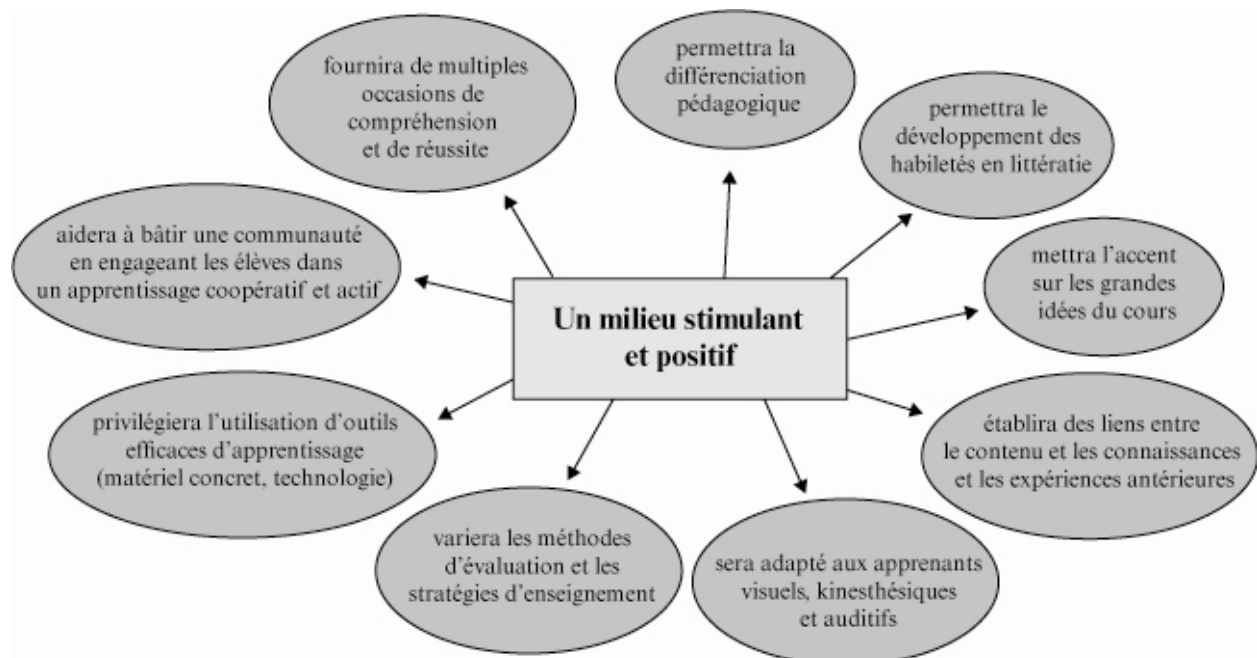 fournira de multiples
occasions de
compréhension
et de réussite
permettra la
différenciation
pédagogique
permettra le
développement des
habiletés en littératie
aidera à bâtir une communauté
en engageant les élèves dans
un apprentissage coopératif et actif
mettra l'accent
sur les grandes
idées du cours
Un milieu stimulant
et positif
privilégiera l'utilisation d'outils
efficaces d'apprentissage
(matériel concret, technologie)
établira des liens entre
le contenu et les connaissances
et les expériences antérieures
variera les méthodes
d'évaluation et les
stratégies d'enseignement
sera adapté aux apprenants
visuels, kinesthésiques
et auditifs